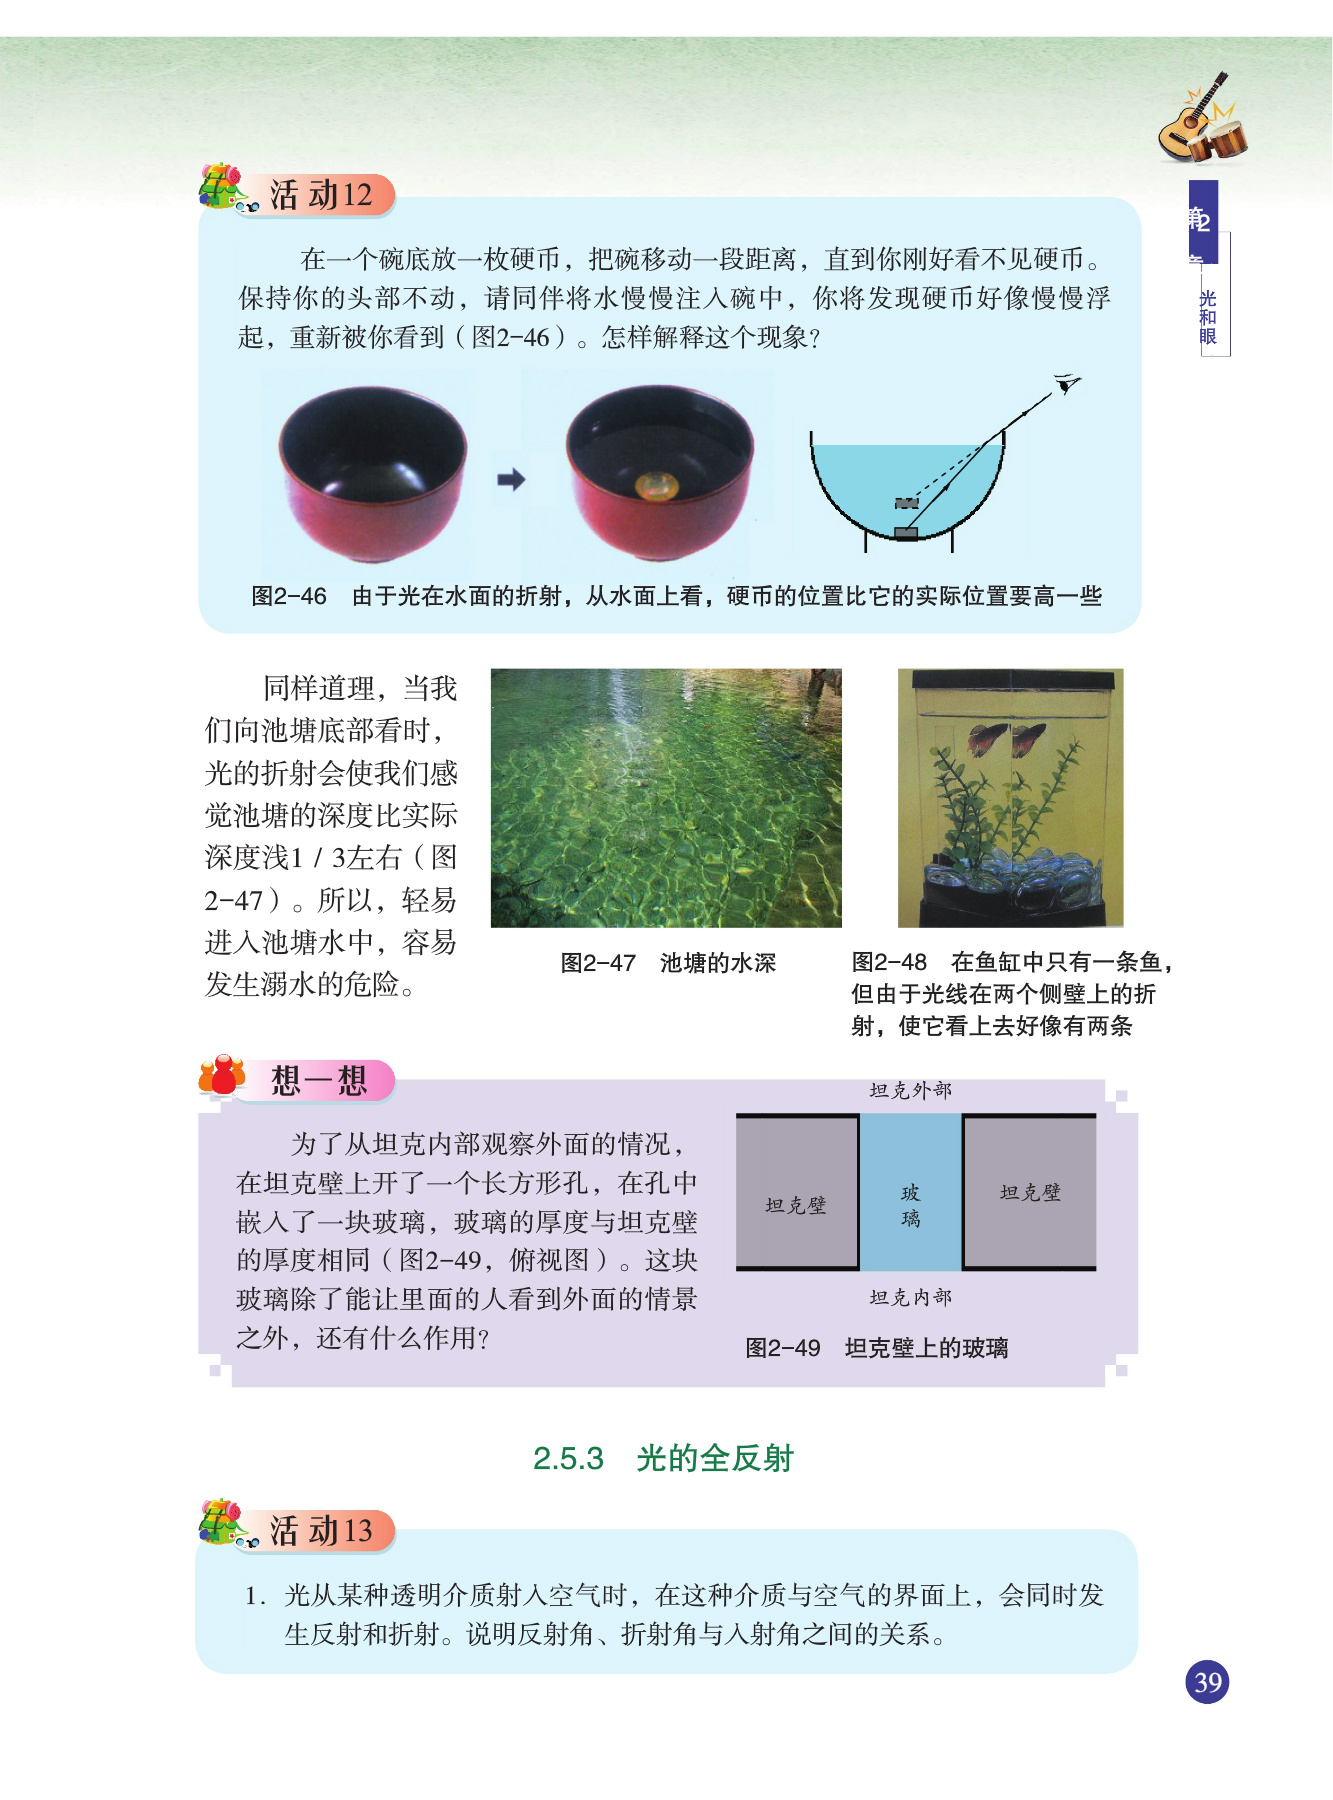 第2章
光和眼
活动12
在一个碗底放一枚硬币，把碗移动一段距离，直到你刚好看不见硬币。
保持你的头部不动，请同伴将水慢慢注入碗中，你将发现硬币好像慢慢浮
起，重新被你看到（图2-46）。怎样解释这个现象？
图2-46　由于光在水面的折射，从水面上看，硬币的位置比它的实际位置要高一些
同样道理，当我
们向池塘底部看时，
光的折射会使我们感
觉池塘的深度比实际
深度浅1 / 3左右（图
2-47）。所以，轻易
进入池塘水中，容易
发生溺水的危险。
图2-47　池塘的水深
图2-48　在鱼缸中只有一条鱼，
但由于光线在两个侧壁上的折
射，使它看上去好像有两条
想一想
为了从坦克内部观察外面的情况，
在坦克壁上开了一个长方形孔，在孔中
嵌入了一块玻璃，玻璃的厚度与坦克壁
的厚度相同（图2-49，俯视图）。这块
玻璃除了能让里面的人看到外面的情景
之外，还有什么作用？
坦克外部
坦克壁
玻
璃
坦克壁
坦克内部
图2-49　坦克壁上的玻璃
2.5.3　光的全反射
活动13
1. 光从某种透明介质射入空气时，在这种介质与空气的界面上，会同时发
生反射和折射。说明反射角、折射角与入射角之间的关系。
39